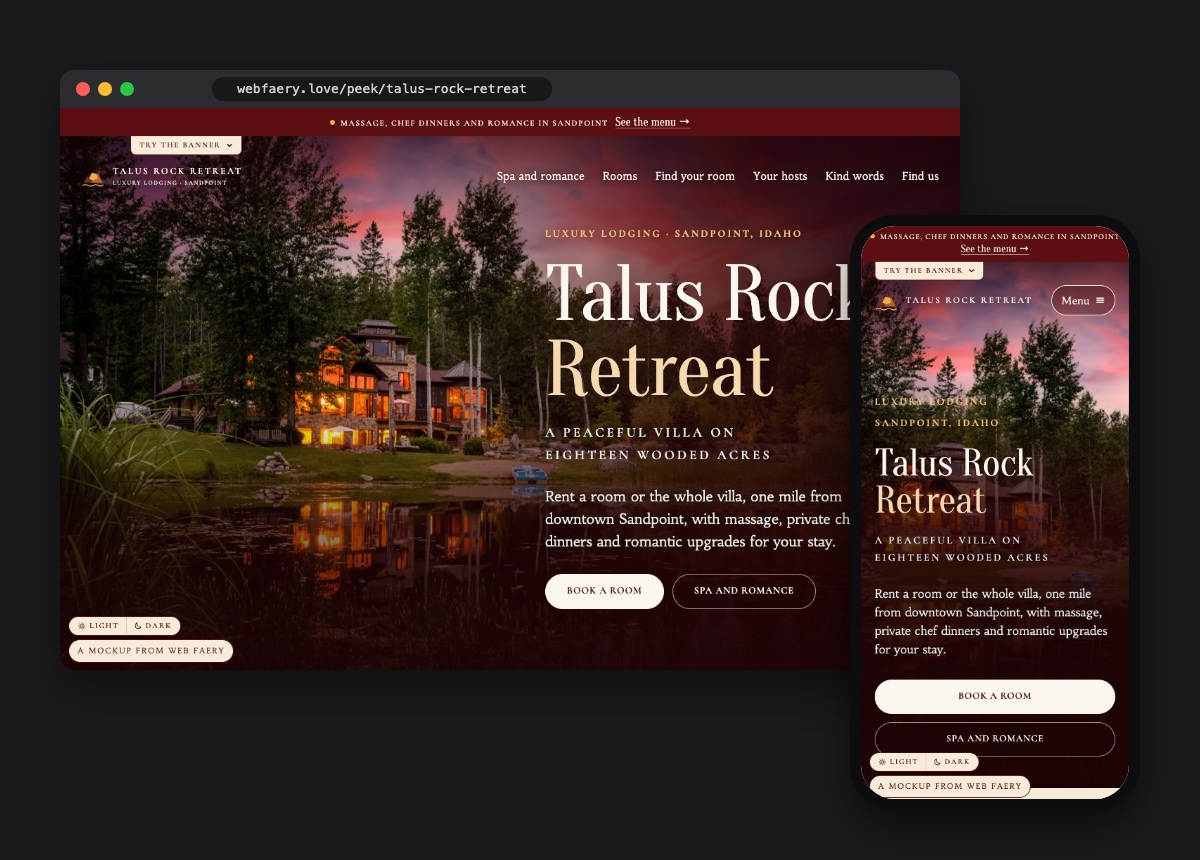 webfaery.love/peek/talus-rock-retreat
MASSAGE, CHEF DINNERS AND ROMANCE IN SANDPOINT See the menu →
TRY THE BANNER
TALUS ROCK RETREAT
LUXURY LODGING · SANDPOINT
Spa and romance Rooms Find your room Your hosts Kind words Find us
LUXURY LODGING · SANDPOINT, IDAHO
Talus Rock
Retreat
A PEACEFUL VILLA ON
EIGHTEEN WOODED ACRES
Rent a room or the whole villa, one mile from
downtown Sandpoint, with massage, private ch
dinners and romantic upgrades for your stay.
BOOK A ROOM SPA AND ROMANCE
LIGHT DARK
A MOCKUP FROM WEB FAERY
MASSAGE, CHEF DINNERS AND ROMANCE IN SANDPOINT
See the menu →
TRY THE BANNER
TALUS ROCK RETREAT Menu
LUXURY LODGING
SANDPOINT, IDAHO
Talus Rock
Retreat
A PEACEFUL VILLA ON
EIGHTEEN WOODED ACRES
Rent a room or the whole villa, one mile
from downtown Sandpoint, with massage,
private chef dinners and romantic upgrades
for your stay.
BOOK A ROOM
SPA AND ROMANCE
LIGHT DARK
A MOCKUP FROM WEB FAERY